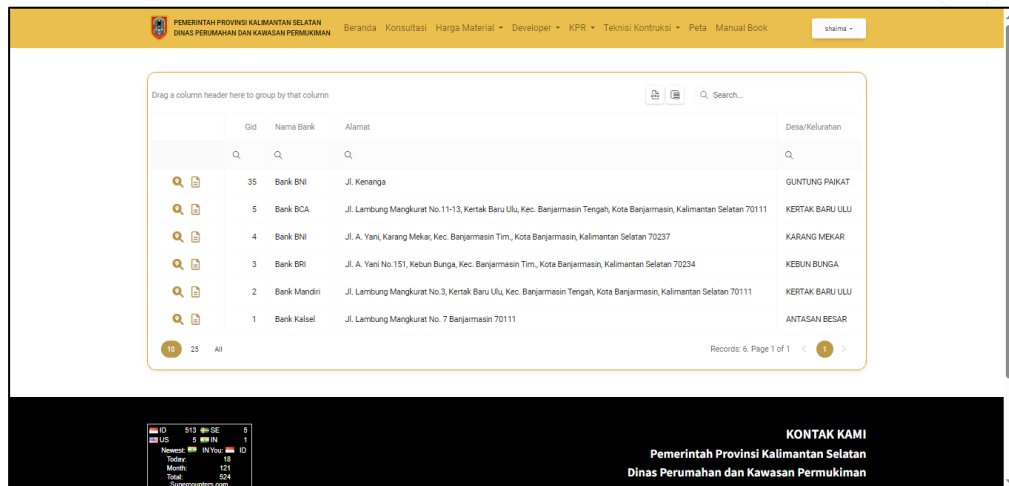 PEMERINTAH PROVINSI KALIMANTAN SELATAN
DINAS PERUMAHAN DAN KAWASAN PERMUKIMAN
Beranda Konsultasi Harga Material Developer KPR Teknisi Kontruksi Peta Manual Book
shaima
Drag a column header here to group by that column
Search...
Gid Nama Bank Alamat Desa/Kelurahan
35 Bank BNI Jl. Kenanga GUNTUNG PAIKAT
5 Bank BCA Jl. Lambung Mangkurat No.11-13, Kertak Baru Ulu, Kec. Banjarmasin Tengah, Kota Banjarmasin, Kalimantan Selatan 70111 KERTAK BARU ULU
4 Bank BNI Jl. A. Yani, Karang Mekar, Kec. Banjarmasin Tim., Kota Banjarmasin, Kalimantan Selatan 70237 KARANG MEKAR
3 Bank BRI Jl. A. Yani No.151, Kebun Bunga, Kec. Banjarmasin Tim., Kota Banjarmasin, Kalimantan Selatan 70234 KEBUN BUNGA
2 Bank Mandiri Jl. Lambung Mangkurat No.3, Kertak Baru Ulu, Kec. Banjarmasin Tengah, Kota Banjarmasin, Kalimantan Selatan 70111 KERTAK BARU ULU
1 Bank Kalsel Jl. Lambung Mangkurat No. 7 Banjarmasin 70111 ANTASAN BESAR
10 25 All Records: 6. Page 1 of 1 < 1 >
ID 513 SE 5
US 5 IN 1
Newest: IN You: ID
Today: 18
Month: 121
Total: 524
Supercounters.com
KONTAK KAMI
Pemerintah Provinsi Kalimantan Selatan
Dinas Perumahan dan Kawasan Permukiman